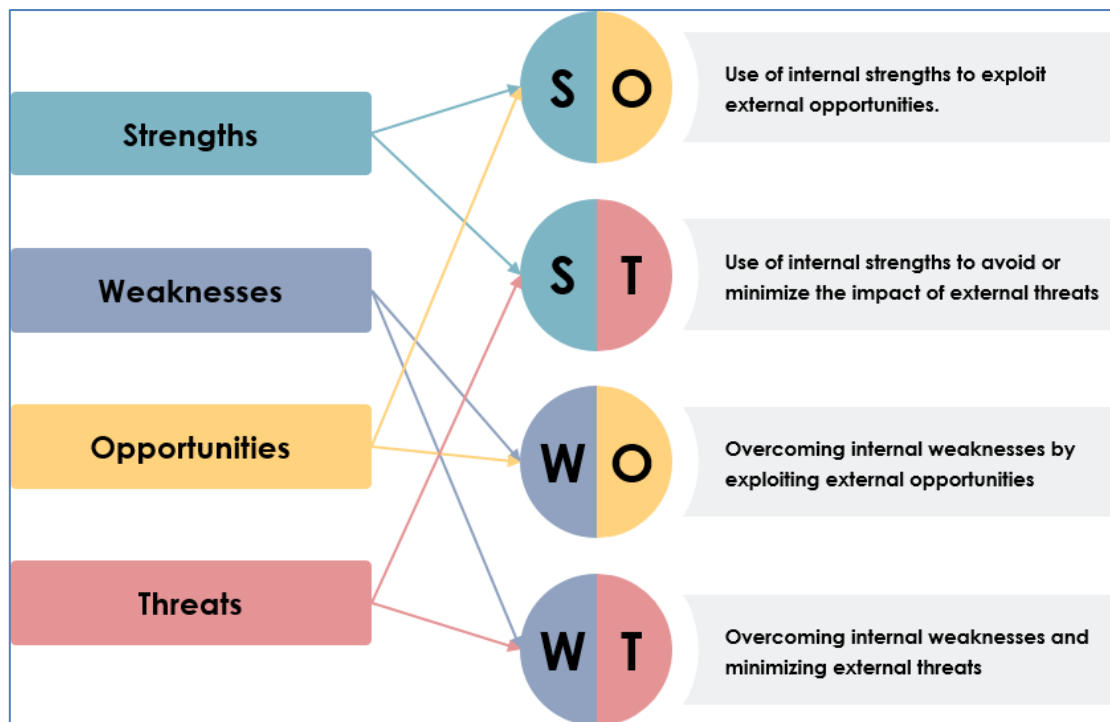 Strengths
Weaknesses
Opportunities
Threats
S O
Use of internal strengths to exploit
external opportunities.
S T
Use of internal strengths to avoid or
minimize the impact of external threats
W O
Overcoming internal weaknesses by
exploiting external opportunities
W T
Overcoming internal weaknesses and
minimizing external threats